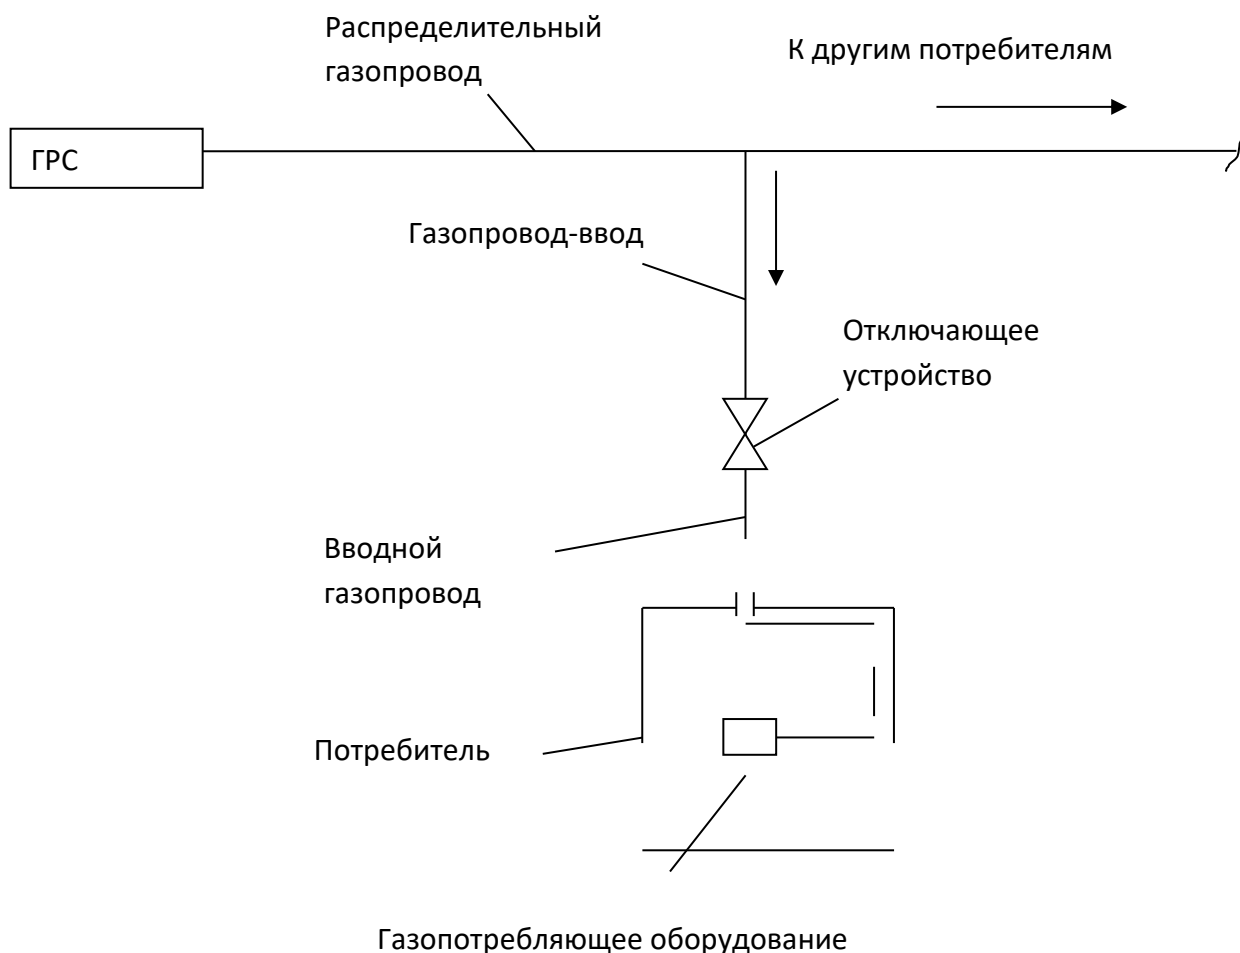 Распределительный
газопровод
К другим потребителям
ГРС
Газопровод-ввод
Отключающее
устройство
Вводной
газопровод
Потребитель
Газопотребляющее оборудование